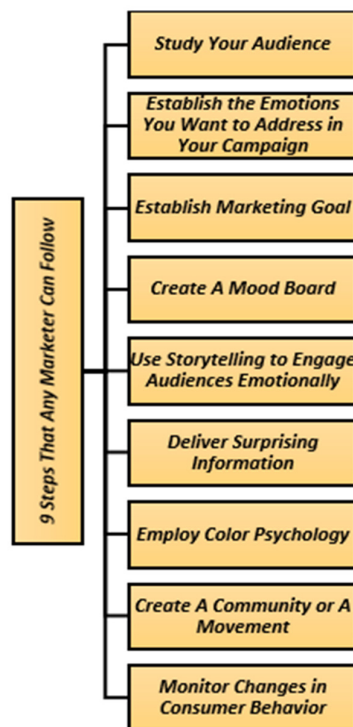 9 Steps That Any Marketer Can Follow
Study Your Audience
Establish the Emotions
You Want to Address in
Your Campaign
Establish Marketing Goal
Create A Mood Board
Use Storytelling to Engage
Audiences Emotionally
Deliver Surprising
Information
Employ Color Psychology
Create A Community or A
Movement
Monitor Changes in
Consumer Behavior